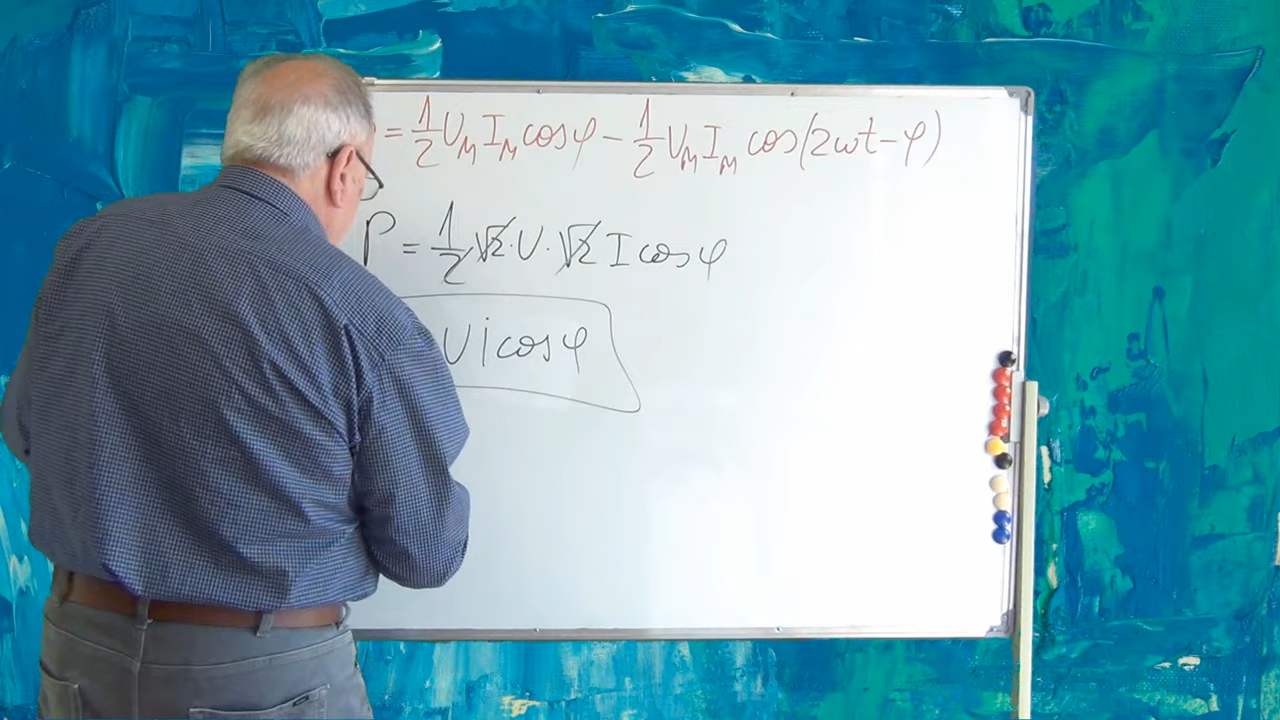 = 1/2 U_M I_M cos φ − 1/2 U_M I_M cos(2ωt − φ)
P = 1/2 √2 · U · √2 I cos φ
U I cos φ